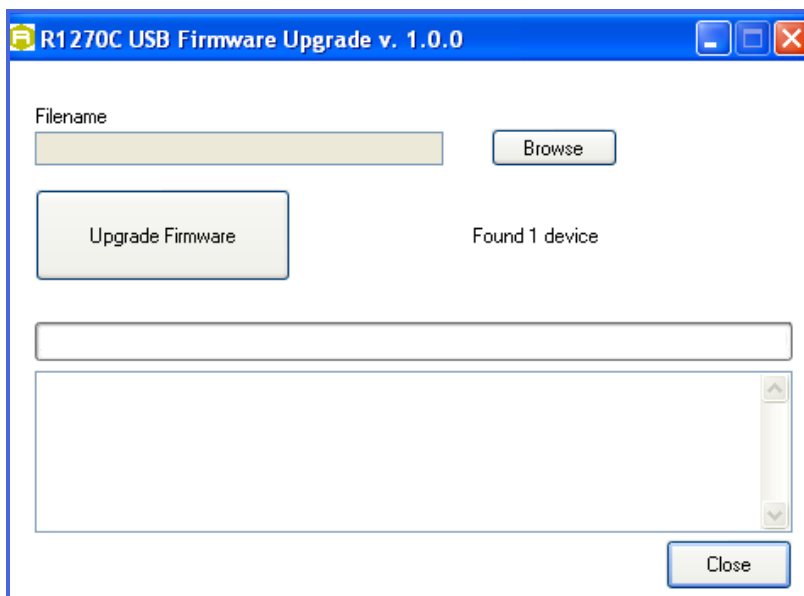 R1270C USB Firmware Upgrade v. 1.0.0
Filename
Browse
Upgrade Firmware
Found 1 device
Close